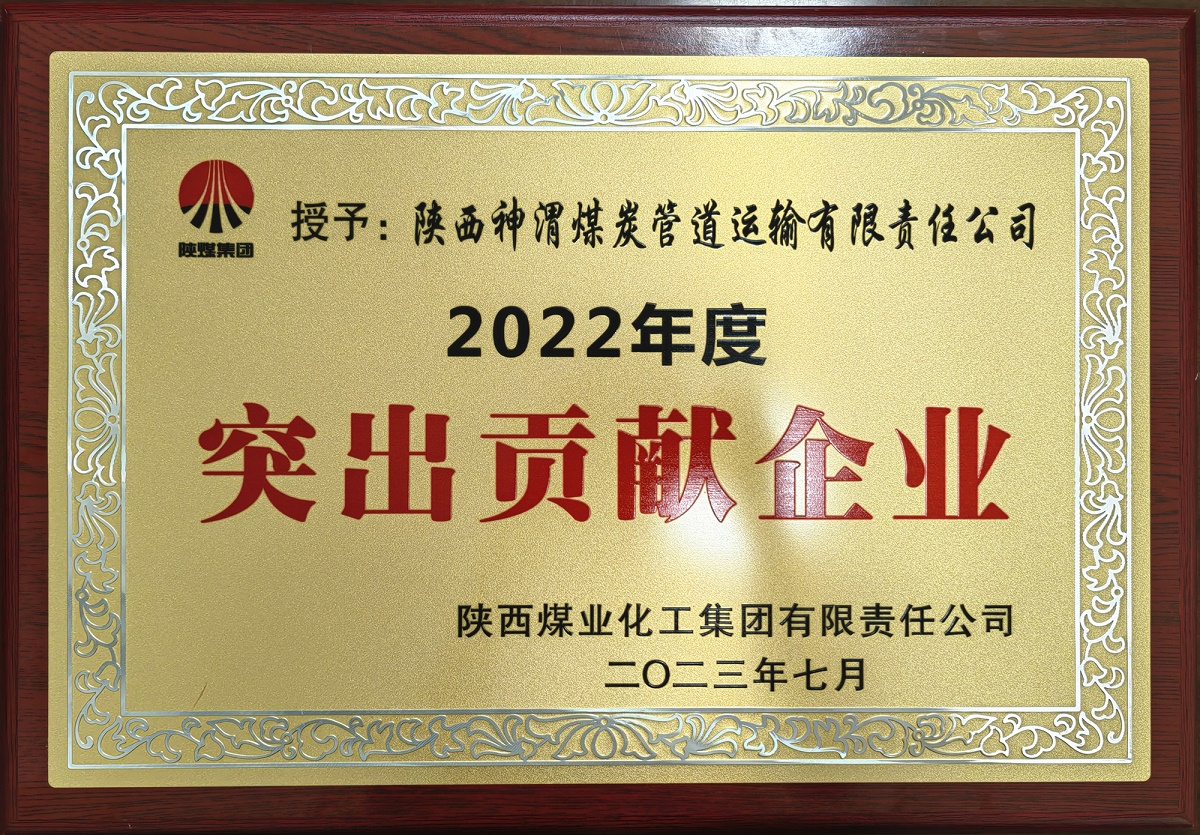 陕煤集团
授予：陕西神渭煤炭管道运输有限责任公司
2022年度
突出贡献企业
陕西煤业化工集团有限责任公司
二〇二三年七月